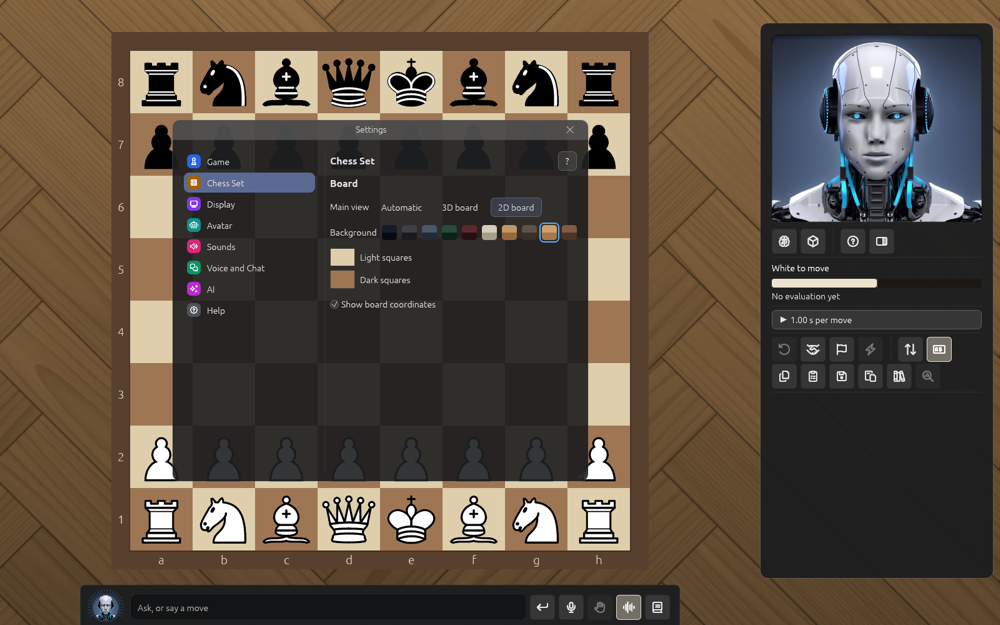 8
7
6
5
4
3
2
1
a b c d e f g h
Settings
Game
Chess Set
Display
Avatar
Sounds
Voice and Chat
AI
Help
Chess Set
?
Board
Main view Automatic 3D board 2D board
Background
Light squares
Dark squares
Show board coordinates
White to move
No evaluation yet
1.00 s per move
Ask, or say a move